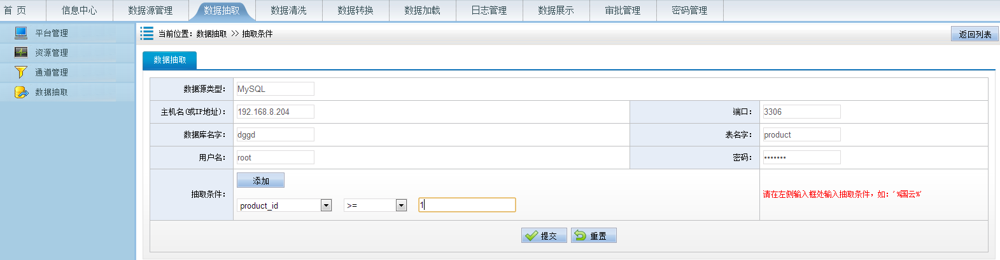 首 页 信息中心 数据源管理 数据抽取 数据清洗 数据转换 数据加载 日志管理 数据展示 审批管理 密码管理
平台管理
资源管理
通道管理
数据抽取
当前位置：数据抽取 >> 抽取条件 返回列表
数据抽取
数据源类型： MySQL
主机名(或IP地址)： 192.168.8.204 端口： 3306
数据库名字： dggd 表名字： product
用户名： root 密码： •••••••
添加
抽取条件： 请在左侧输入框处输入抽取条件，如：'%国云%'
product_id >= 1
提交 重置